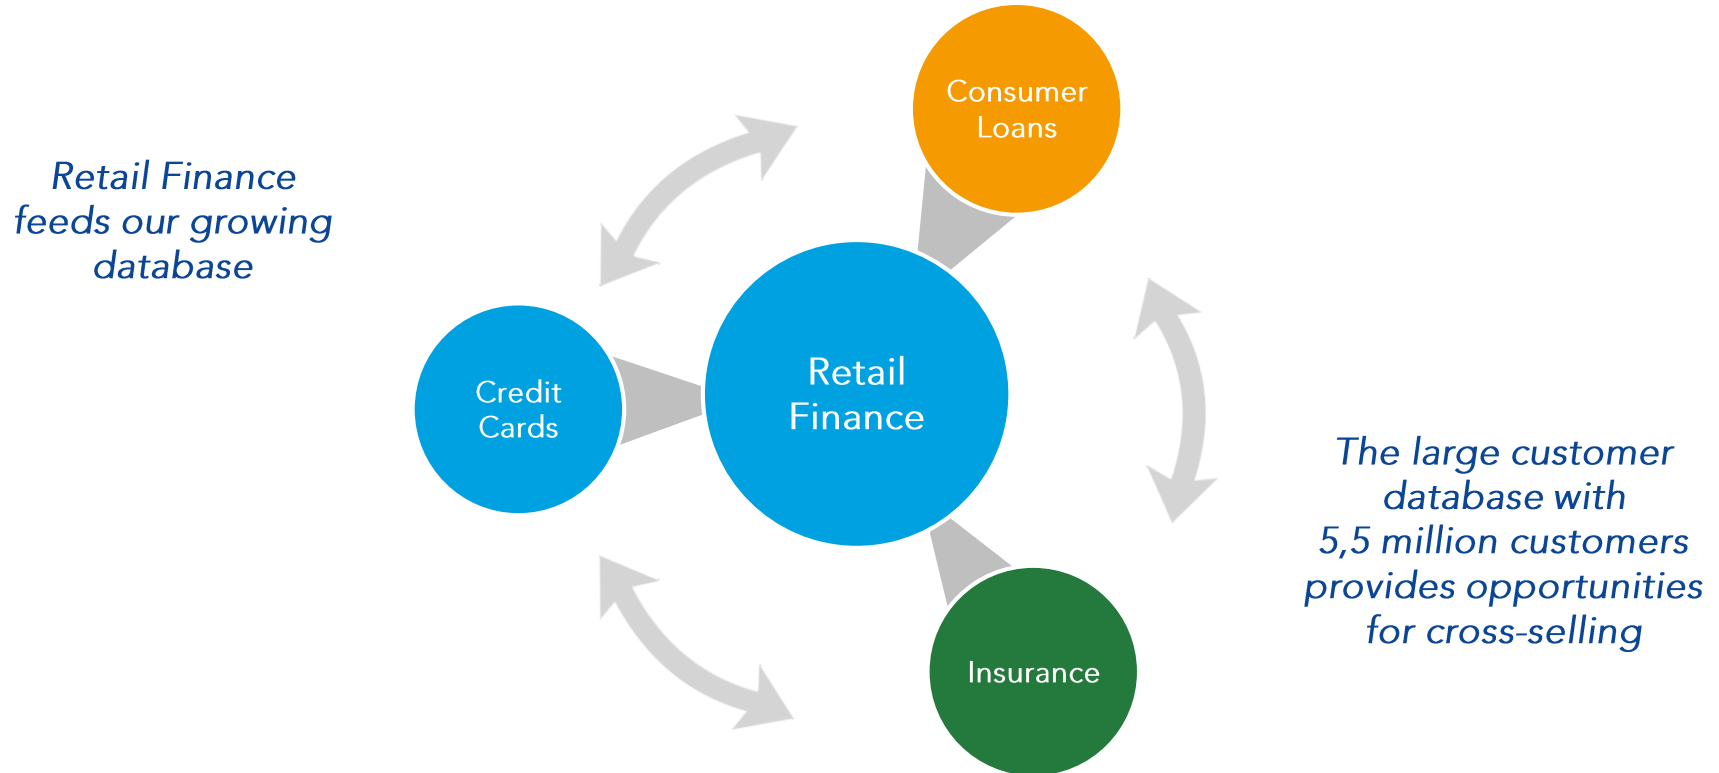 Consumer
Loans
Retail Finance
feeds our growing
database
Retail
Finance
Credit
Cards
The large customer
database with
5,5 million customers
provides opportunities
for cross-selling
Insurance